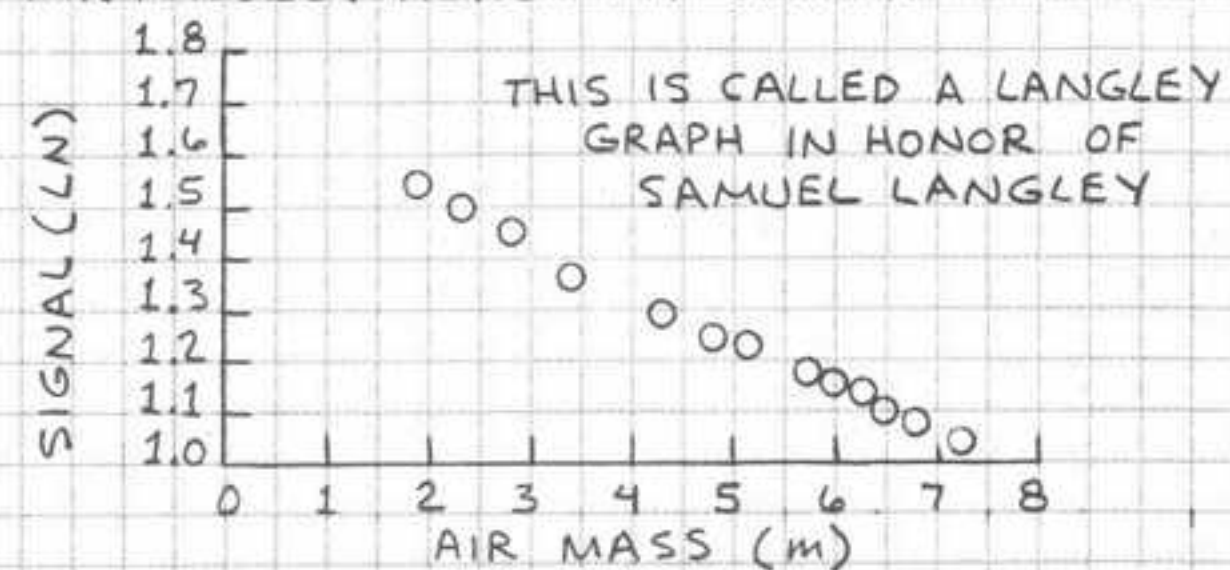 1.8
1.7
1.6
1.5
1.4
1.3
1.2
1.1
1.0
SIGNAL (LN)
THIS IS CALLED A LANGLEY
GRAPH IN HONOR OF
SAMUEL LANGLEY
0 1 2 3 4 5 6 7 8
AIR MASS (m)